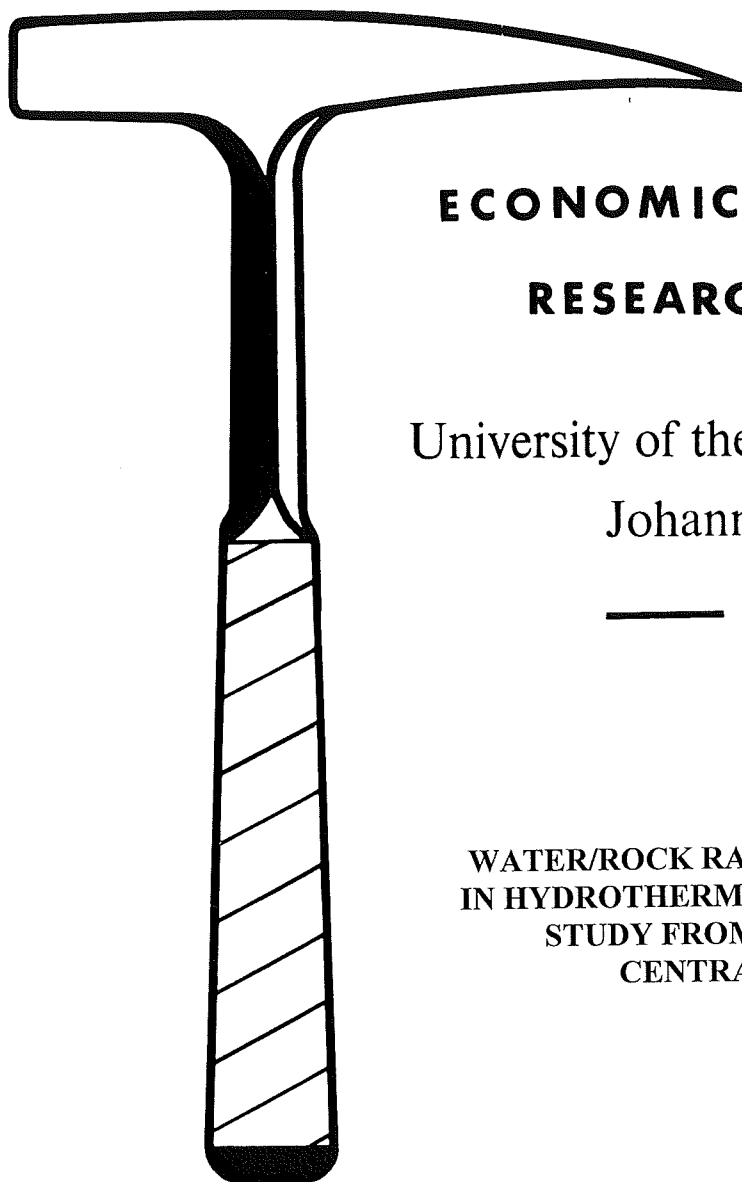 ECONOMIC
RESEARC
University of the
Johann
WATER/ROCK RA
IN HYDROTHERM
STUDY FROM
CENTRA